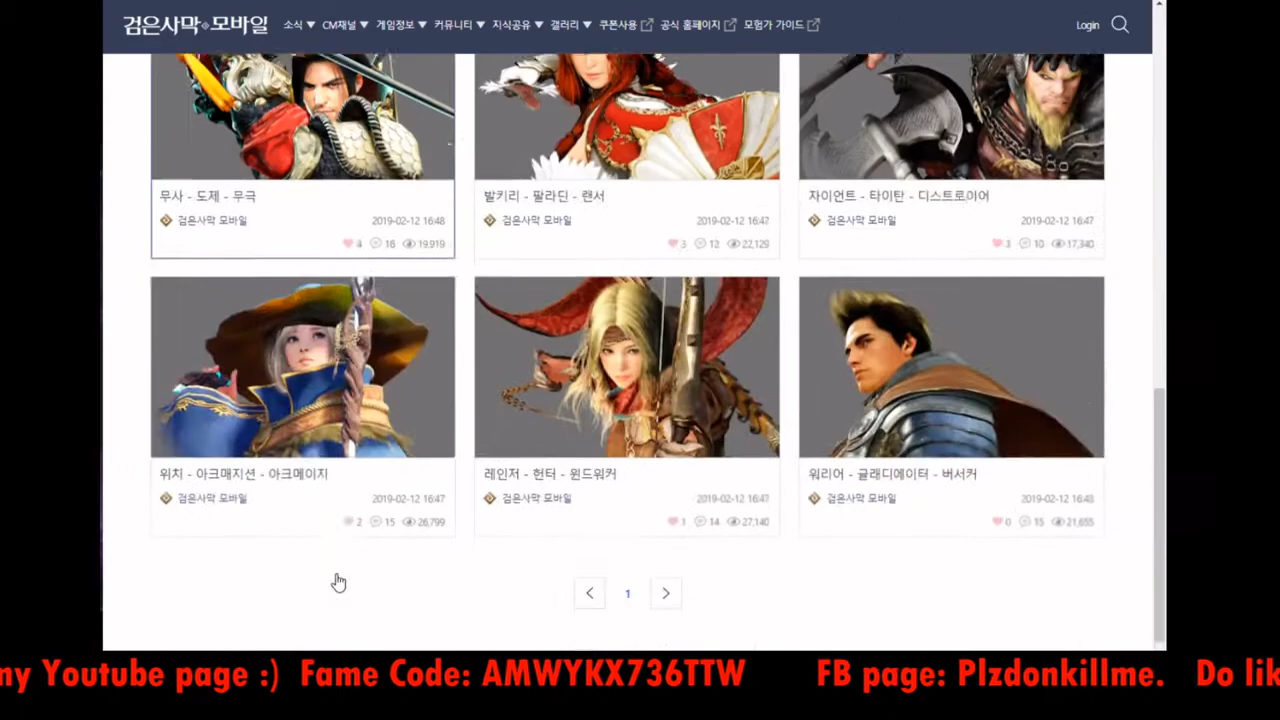 검은사막 모바일 소식 CM채널 게임정보 커뮤니티 지식공유 갤러리 쿠폰사용 공식 홈페이지 모험가 가이드 Login
무사 - 도제 - 무극 발키리 - 팔라딘 - 랜서 자이언트 - 타이탄 - 디스트로이어
검은사막 모바일 2019-02-12 16:48 검은사막 모바일 2019-02-12 16:47 검은사막 모바일 2019-02-12 16:47
4 16 19,919 3 12 22,129 3 10 17,340
위치 - 아크매지션 - 아크메이지 레인저 - 헌터 - 윈드워커 워리어 - 글래디에이터 - 버서커
검은사막 모바일 2019-02-12 16:47 검은사막 모바일 2019-02-12 16:47 검은사막 모바일 2019-02-12 16:48
2 15 26,799 1 14 27,140 0 15 21,655
1
my Youtube page :) Fame Code: AMWYKX736TTW FB page: Plzdonkillme. Do lik